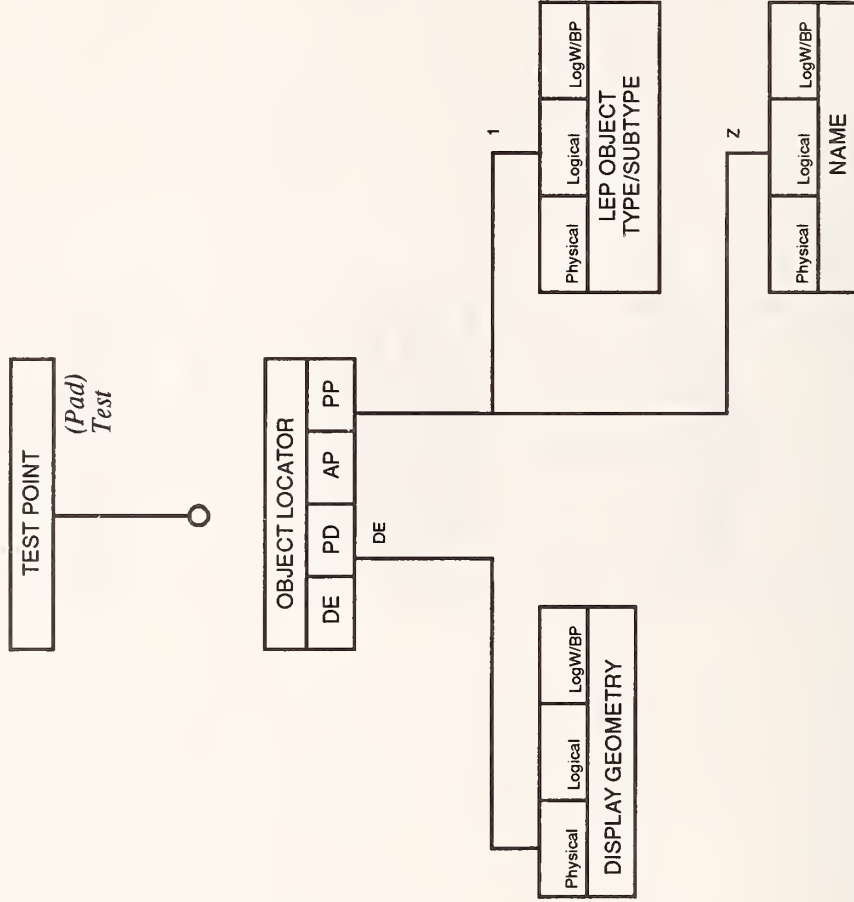 TEST POINT
(Pad)
Test
OBJECT LOCATOR
DE PD AP PP
DE
1
Physical Logical LogW/BP
LEP OBJECT
TYPE/SUBTYPE
Z
Physical Logical LogW/BP
NAME
Physical Logical LogW/BP
DISPLAY GEOMETRY